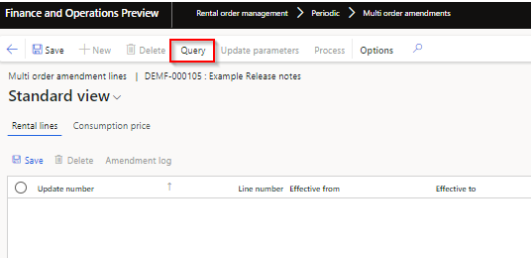 Finance and Operations Preview Rental order management > Periodic > Multi order amendments
Save + New Delete Query Update parameters Process Options
Multi order amendment lines | DEMF-000105 : Example Release notes
Standard view
Rental lines Consumption price
Save Delete Amendment log
Update number ↑ Line number Effective from Effective to